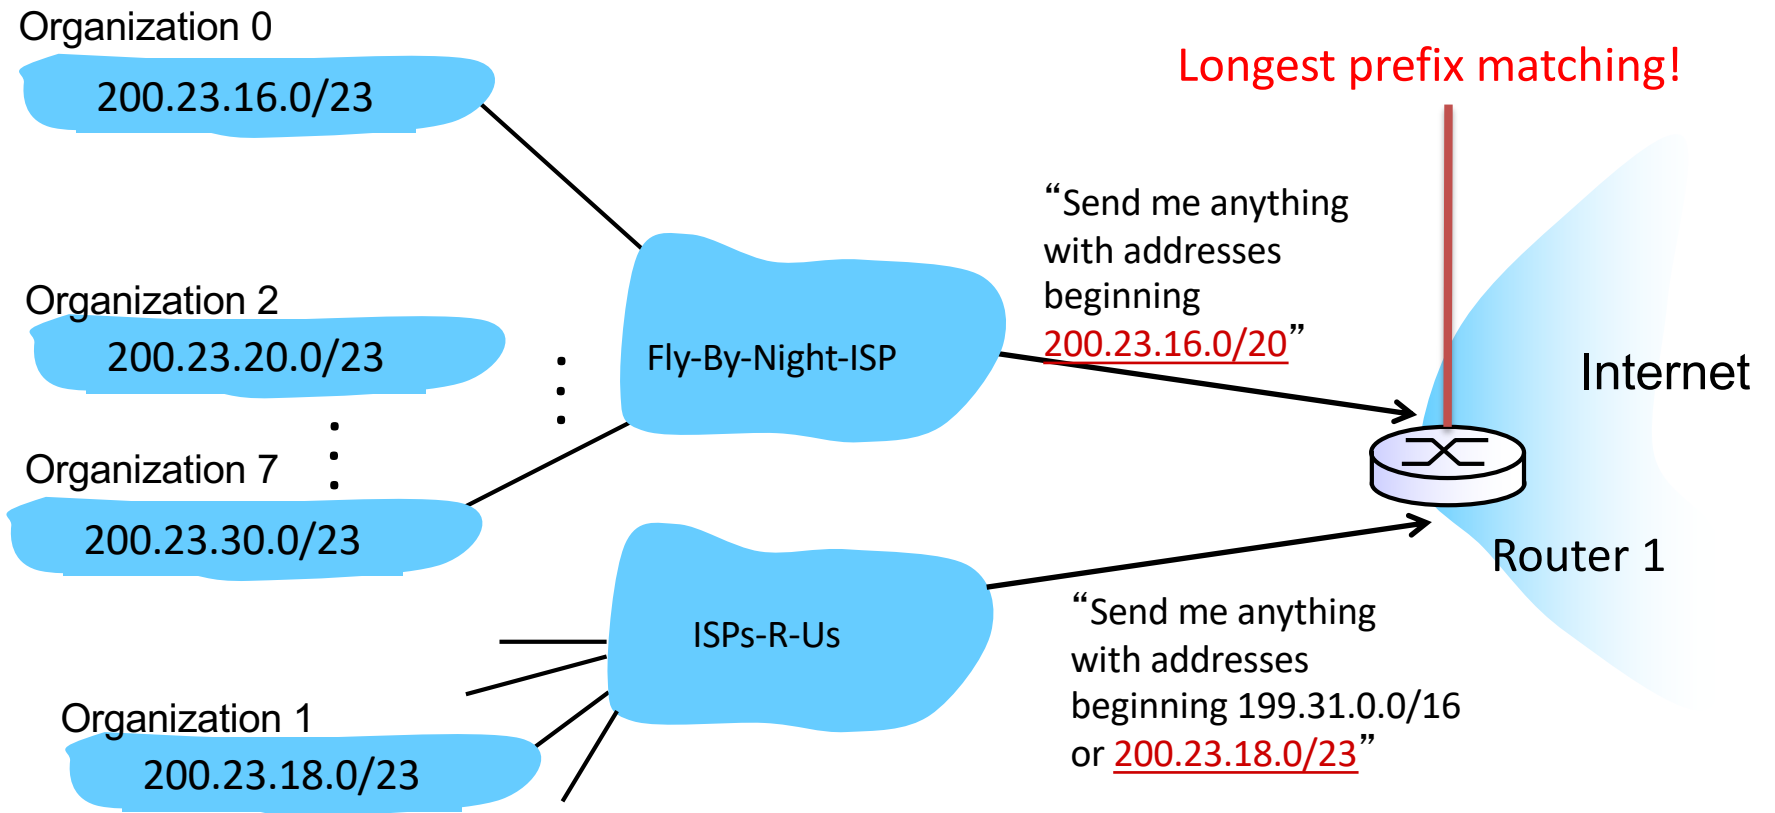 Organization 0
200.23.16.0/23
Longest prefix matching!
“Send me anything
with addresses
beginning
200.23.16.0/20”
Organization 2
200.23.20.0/23
Fly-By-Night-ISP
Internet
Organization 7
200.23.30.0/23
Router 1
ISPs-R-Us
“Send me anything
with addresses
beginning 199.31.0.0/16
or 200.23.18.0/23”
Organization 1
200.23.18.0/23